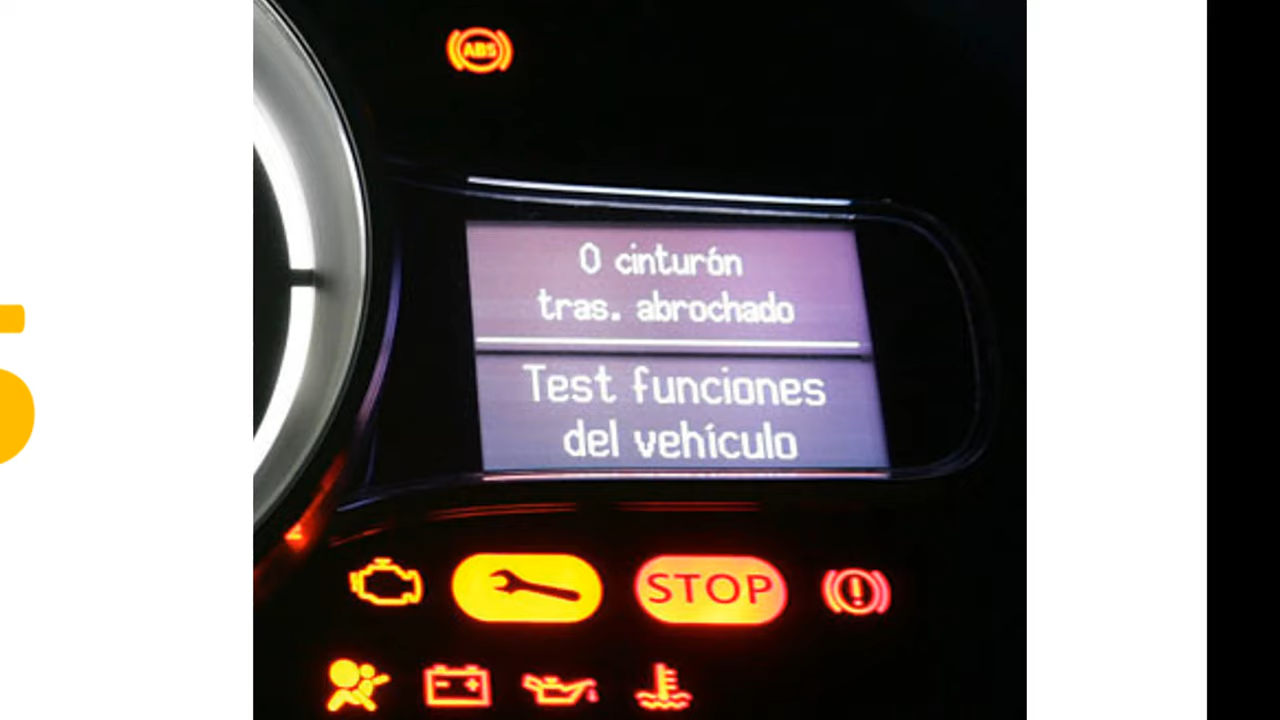 ABS
0 cinturón
tras. abrochado
Test funciones
del vehículo
STOP